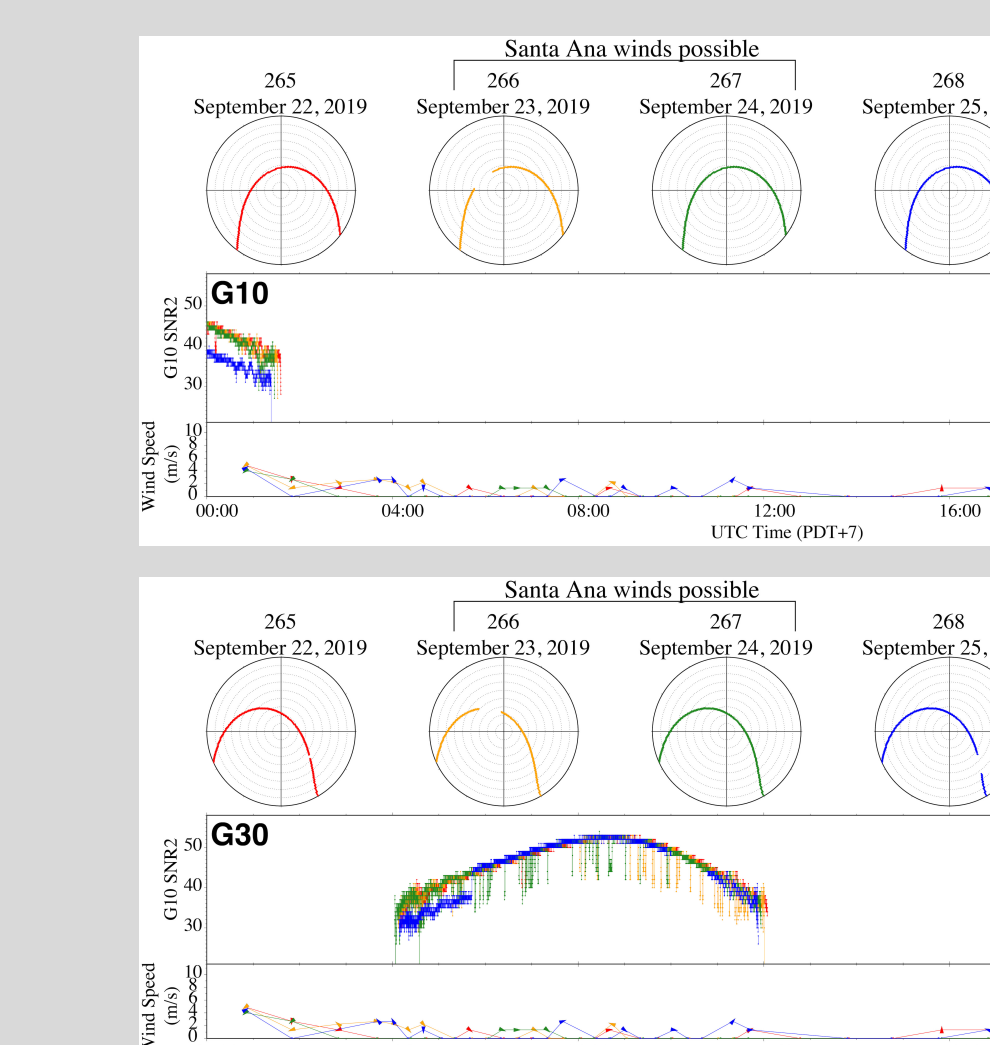 Santa Ana winds possible
265 266 267 268
September 22, 2019 September 23, 2019 September 24, 2019 September 25,
G10
G10 SNR2
50
40
30
Wind Speed
(m/s)
10
8
6
4
2
0
00:00 04:00 08:00 12:00 16:00
UTC Time (PDT+7)
Santa Ana winds possible
265 266 267 268
September 22, 2019 September 23, 2019 September 24, 2019 September 25,
G30
G10 SNR2
50
40
30
Wind Speed
(m/s)
10
8
6
4
2
0